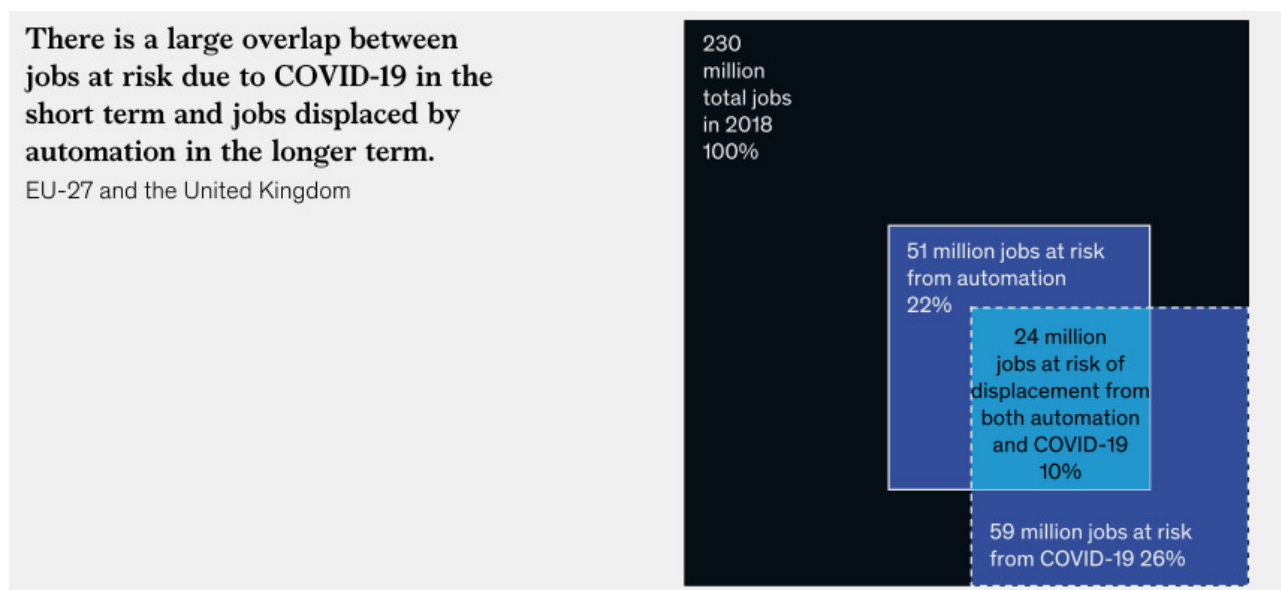 There is a large overlap between
jobs at risk due to COVID-19 in the
short term and jobs displaced by
automation in the longer term.
EU-27 and the United Kingdom
230
million
total jobs
in 2018
100%
51 million jobs at risk
from automation
22%
24 million
jobs at risk of
displacement from
both automation
and COVID-19
10%
59 million jobs at risk
from COVID-19 26%